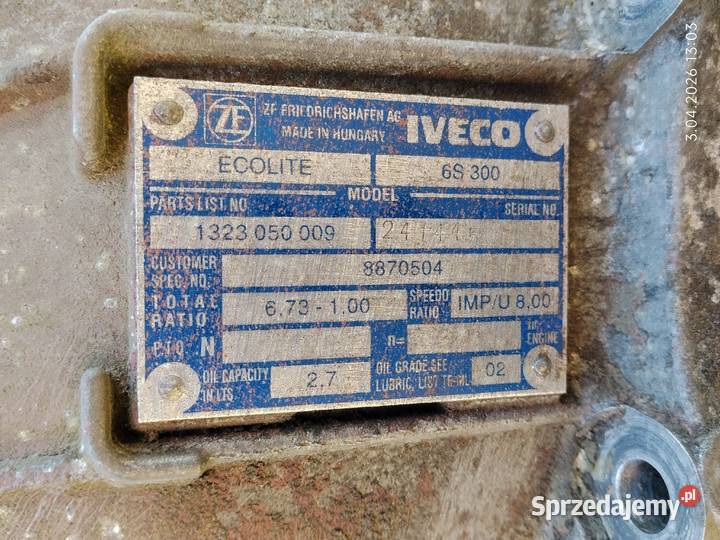 ZF ZF FRIEDRICHSHAFEN AG
MADE IN HUNGARY IVECO
ECOLITE 6S 300
MODEL
PARTS LIST NO. SERIAL NO.
1323 050 009
CUSTOMER
SPEC. NO. 8870504
TOTAL
RATIO 6,73 - 1.00 SPEEDO
RATIO IMP/U 8,00
PTO N n= ENGINE
OIL CAPACITY
IN LTS 2.7 OIL GRADE SEE
LUBRIC. LIST TE-ML 02
3.04.2026 13:03
Sprzedajemy.pl